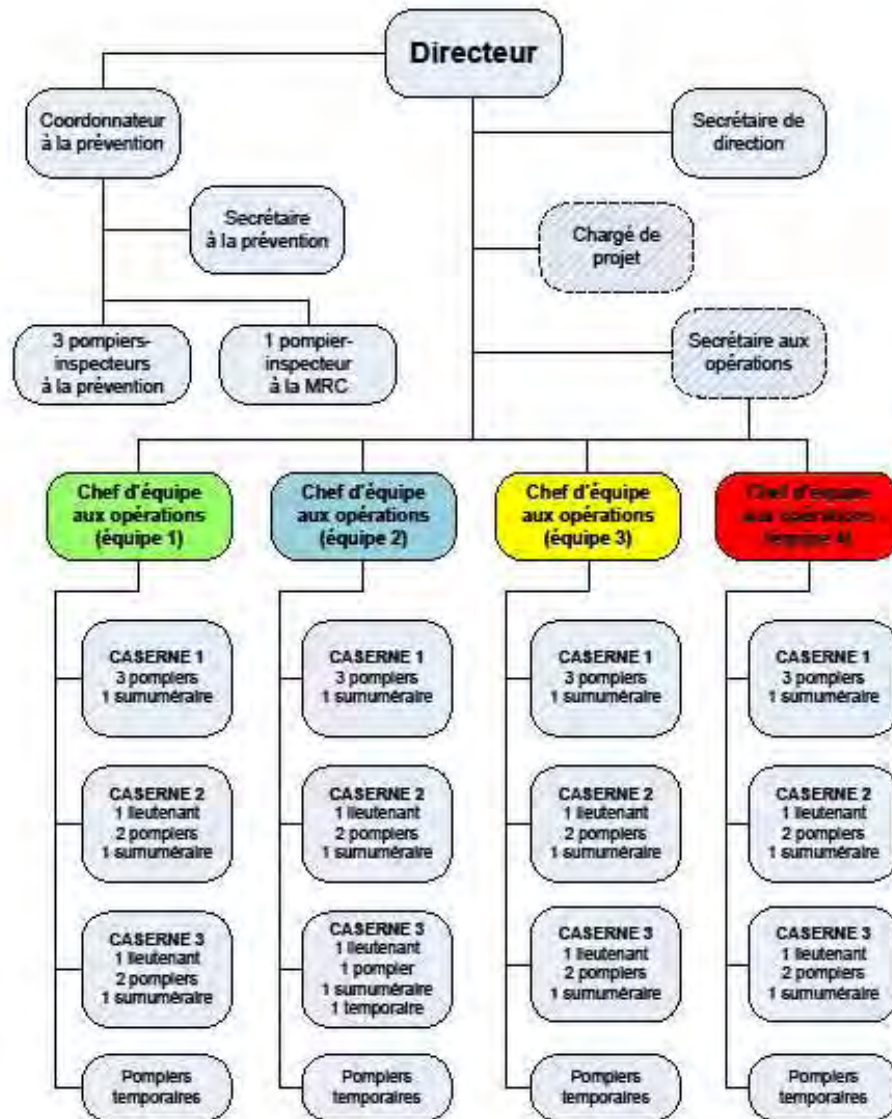 Directeur
Coordonnateur
à la prévention
Secrétaire de
direction
Secrétaire
à la prévention
Chargé de
projet
3 pompiers-
inspecteurs
à la prévention
1 pompier-
inspecteur
à la MRC
Secrétaire aux
opérations
Chef d'équipe
aux opérations
(équipe 1)
Chef d'équipe
aux opérations
(équipe 2)
Chef d'équipe
aux opérations
(équipe 3)
Chef d'équipe
aux opérations
(équipe 4)
CASERNE 1
3 pompiers
1 surnuméraire
CASERNE 1
3 pompiers
1 surnuméraire
CASERNE 1
3 pompiers
1 surnuméraire
CASERNE 1
3 pompiers
1 surnuméraire
CASERNE 2
1 lieutenant
2 pompiers
1 surnuméraire
CASERNE 2
1 lieutenant
2 pompiers
1 surnuméraire
CASERNE 2
1 lieutenant
2 pompiers
1 surnuméraire
CASERNE 2
1 lieutenant
2 pompiers
1 surnuméraire
CASERNE 3
1 lieutenant
2 pompiers
1 surnuméraire
CASERNE 3
1 lieutenant
1 pompier
1 surnuméraire
1 temporaire
CASERNE 3
1 lieutenant
2 pompiers
1 surnuméraire
CASERNE 3
1 lieutenant
2 pompiers
1 surnuméraire
Pompiers
temporaires
Pompiers
temporaires
Pompiers
temporaires
Pompiers
temporaires